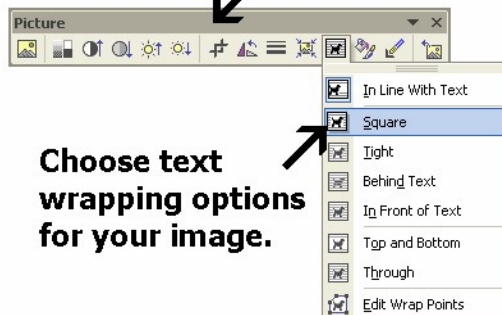 Picture
In Line With Text
Square
Tight
Behind Text
In Front of Text
Top and Bottom
Through
Edit Wrap Points
Choose text
wrapping options
for your image.